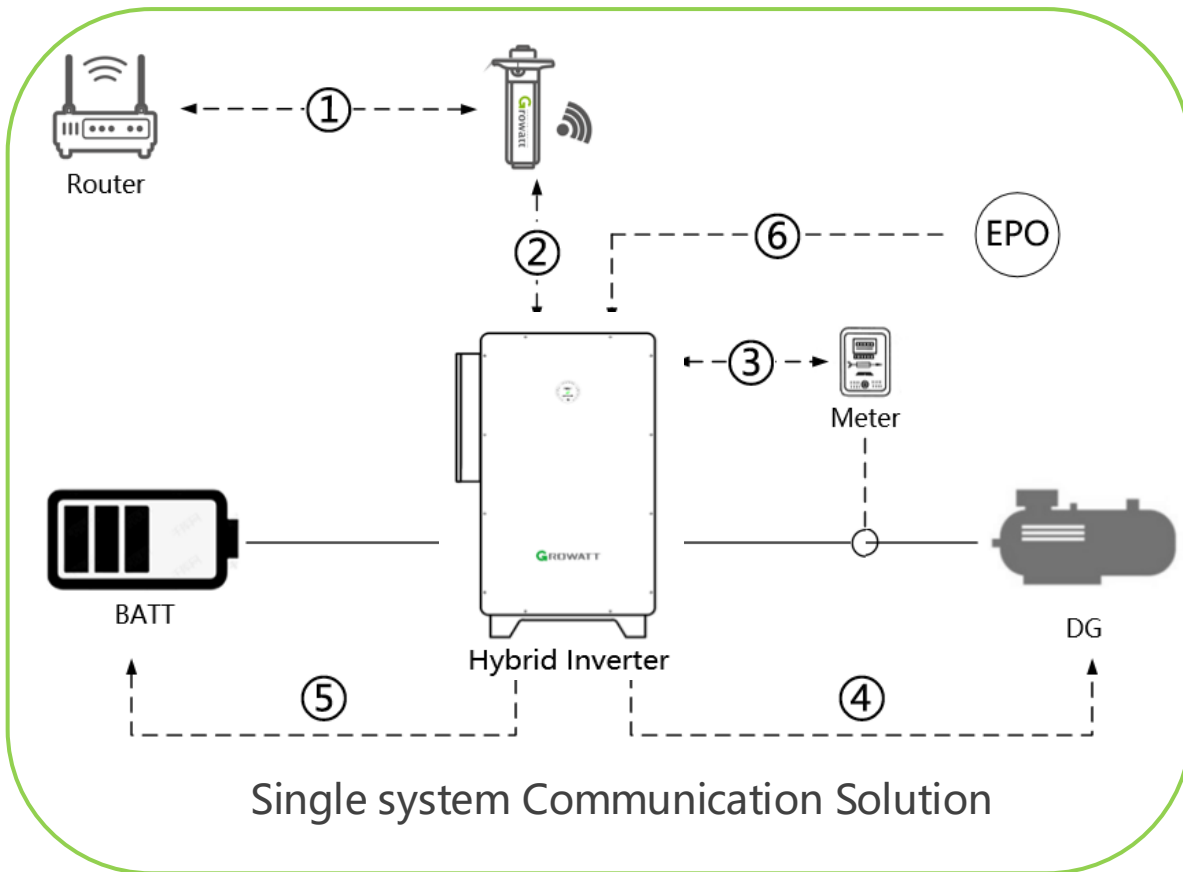 ①
Growatt
Router
②
⑥
EPO
③
Meter
GROWATT
BATT
DG
Hybrid Inverter
⑤
④
Single system Communication Solution